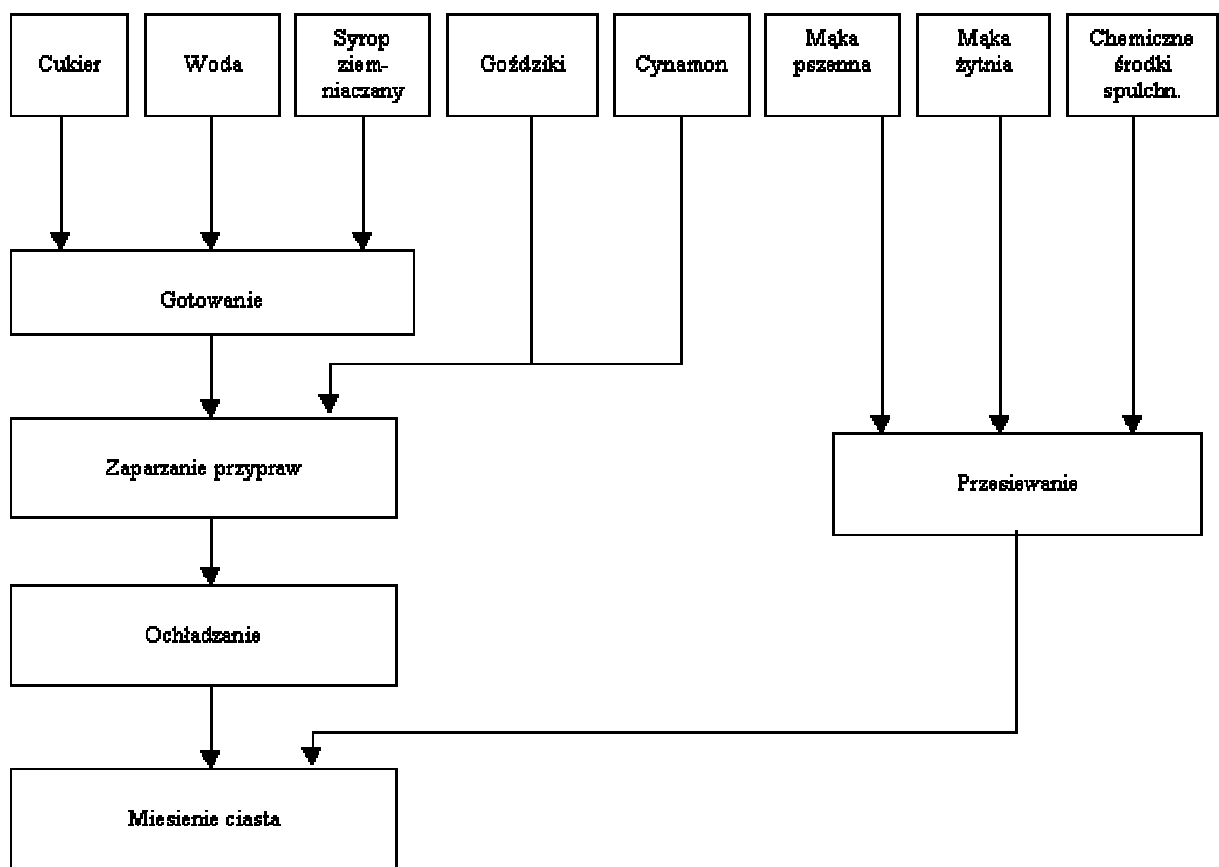 Cukier
Woda
Syrop
ziem-
niaczany
Goździki
Cynamon
Mąka
pszenna
Mąka
żytnia
Chemiczne
środki
spulchn.
Gotowanie
Zaparzanie przypraw
Przesiewanie
Ochładzanie
Miesienie ciasta